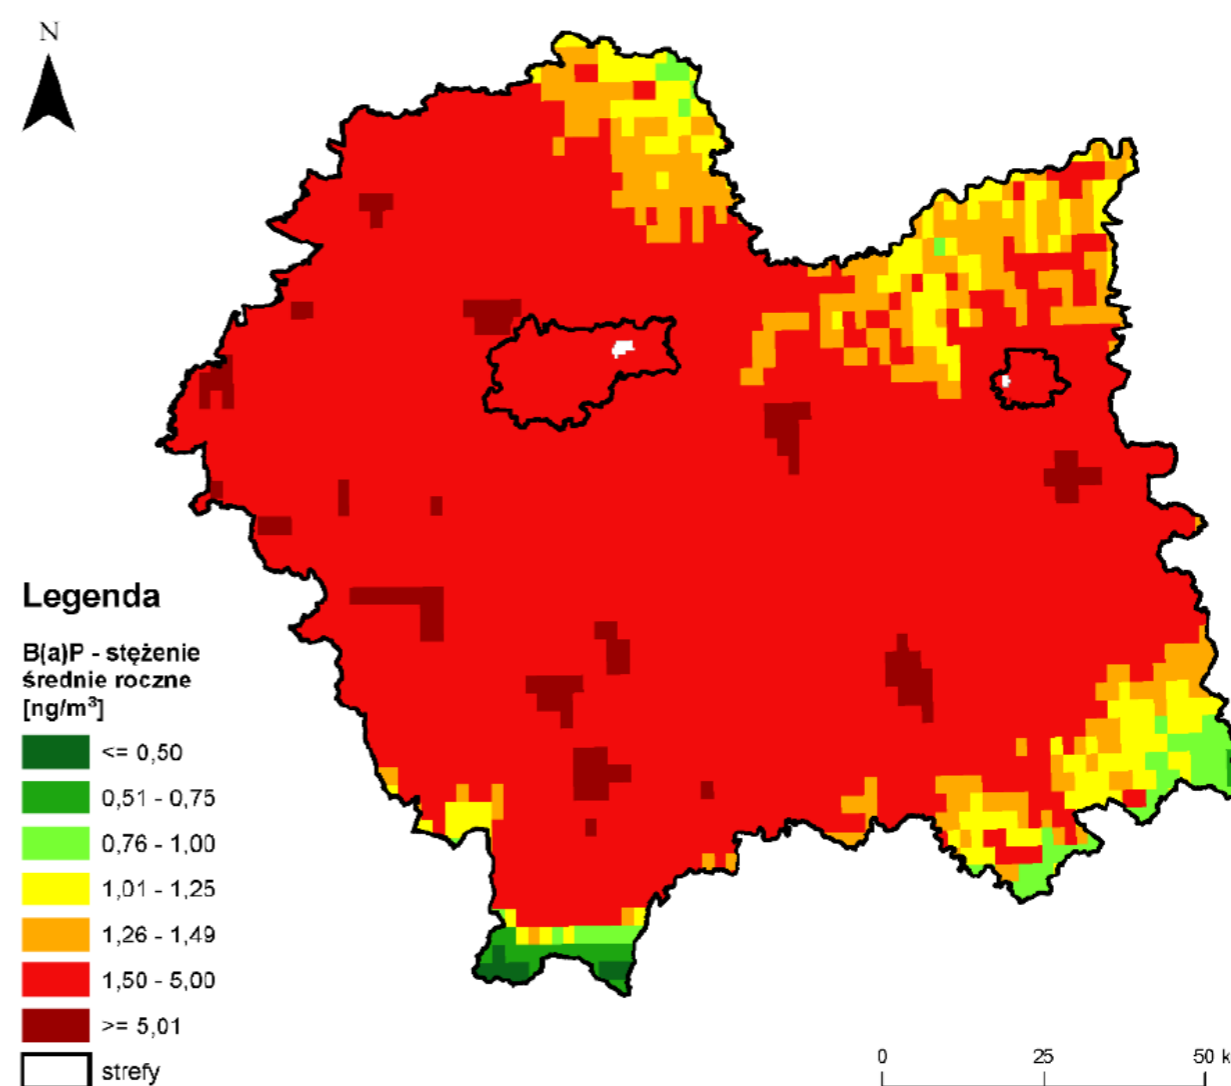 N
Legenda
B(a)P - stężenie
średnie roczne
[ng/m³]
<= 0,50
0,51 - 0,75
0,76 - 1,00
1,01 - 1,25
1,26 - 1,49
1,50 - 5,00
>= 5,01
strefy
0 25 50 k